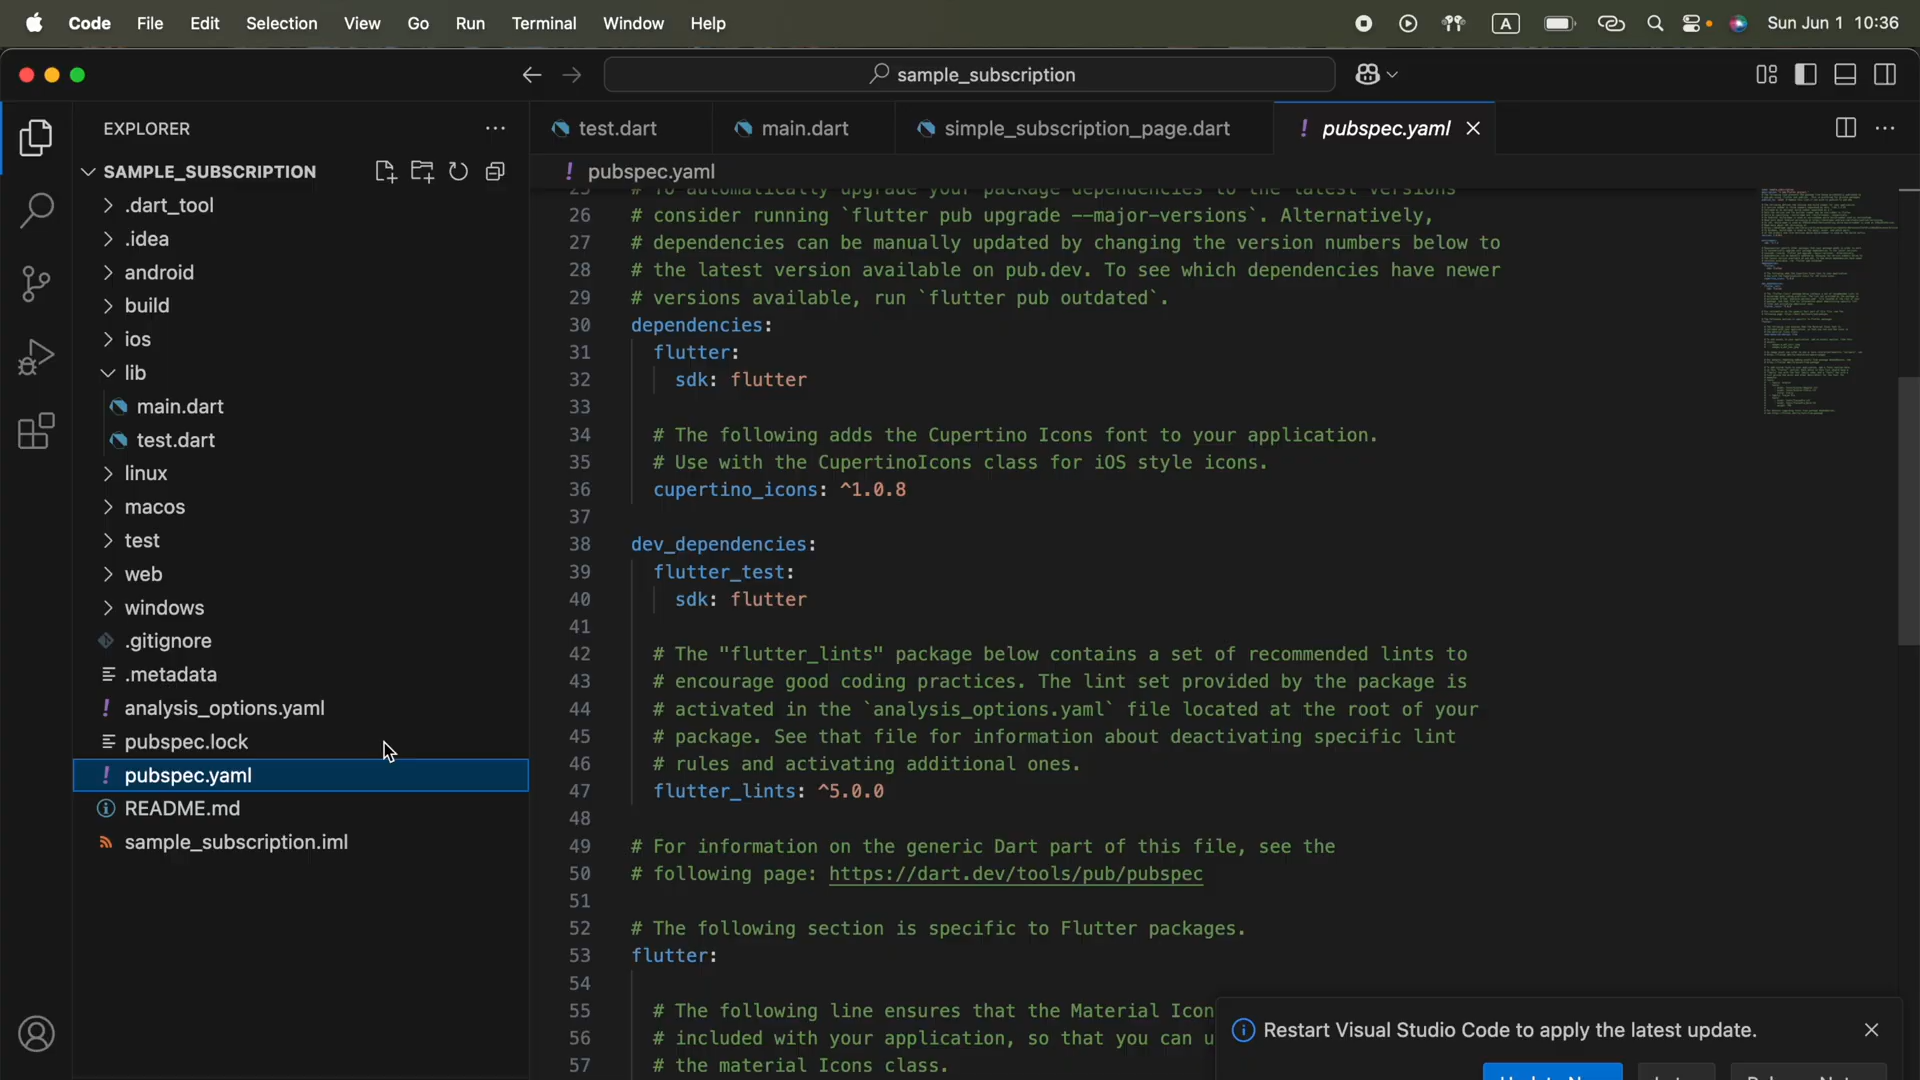 Code File Edit Selection View Go Run Terminal Window Help
A
Sun Jun 1 10:36
sample_subscription
EXPLORER
SAMPLE_SUBSCRIPTION
.dart_tool
.idea
android
build
ios
lib
main.dart
test.dart
linux
macos
test
web
windows
.gitignore
.metadata
! analysis_options.yaml
pubspec.lock
! pubspec.yaml
README.md
sample_subscription.iml
test.dart main.dart simple_subscription_page.dart ! pubspec.yaml
! pubspec.yaml
25 # To automatically upgrade your package dependencies to the latest versions
26 # consider running `flutter pub upgrade --major-versions`. Alternatively,
27 # dependencies can be manually updated by changing the version numbers below to
28 # the latest version available on pub.dev. To see which dependencies have newer
29 # versions available, run `flutter pub outdated`.
30 dependencies:
31 flutter:
32 sdk: flutter
33
34 # The following adds the Cupertino Icons font to your application.
35 # Use with the CupertinoIcons class for iOS style icons.
36 cupertino_icons: ^1.0.8
37
38 dev_dependencies:
39 flutter_test:
40 sdk: flutter
41
42 # The "flutter_lints" package below contains a set of recommended lints to
43 # encourage good coding practices. The lint set provided by the package is
44 # activated in the `analysis_options.yaml` file located at the root of your
45 # package. See that file for information about deactivating specific lint
46 # rules and activating additional ones.
47 flutter_lints: ^5.0.0
48
49 # For information on the generic Dart part of this file, see the
50 # following page: https://dart.dev/tools/pub/pubspec
51
52 # The following section is specific to Flutter packages.
53 flutter:
54
55 # The following line ensures that the Material Icon
56 # included with your application, so that you can u
57 # the material Icons class.
Restart Visual Studio Code to apply the latest update.